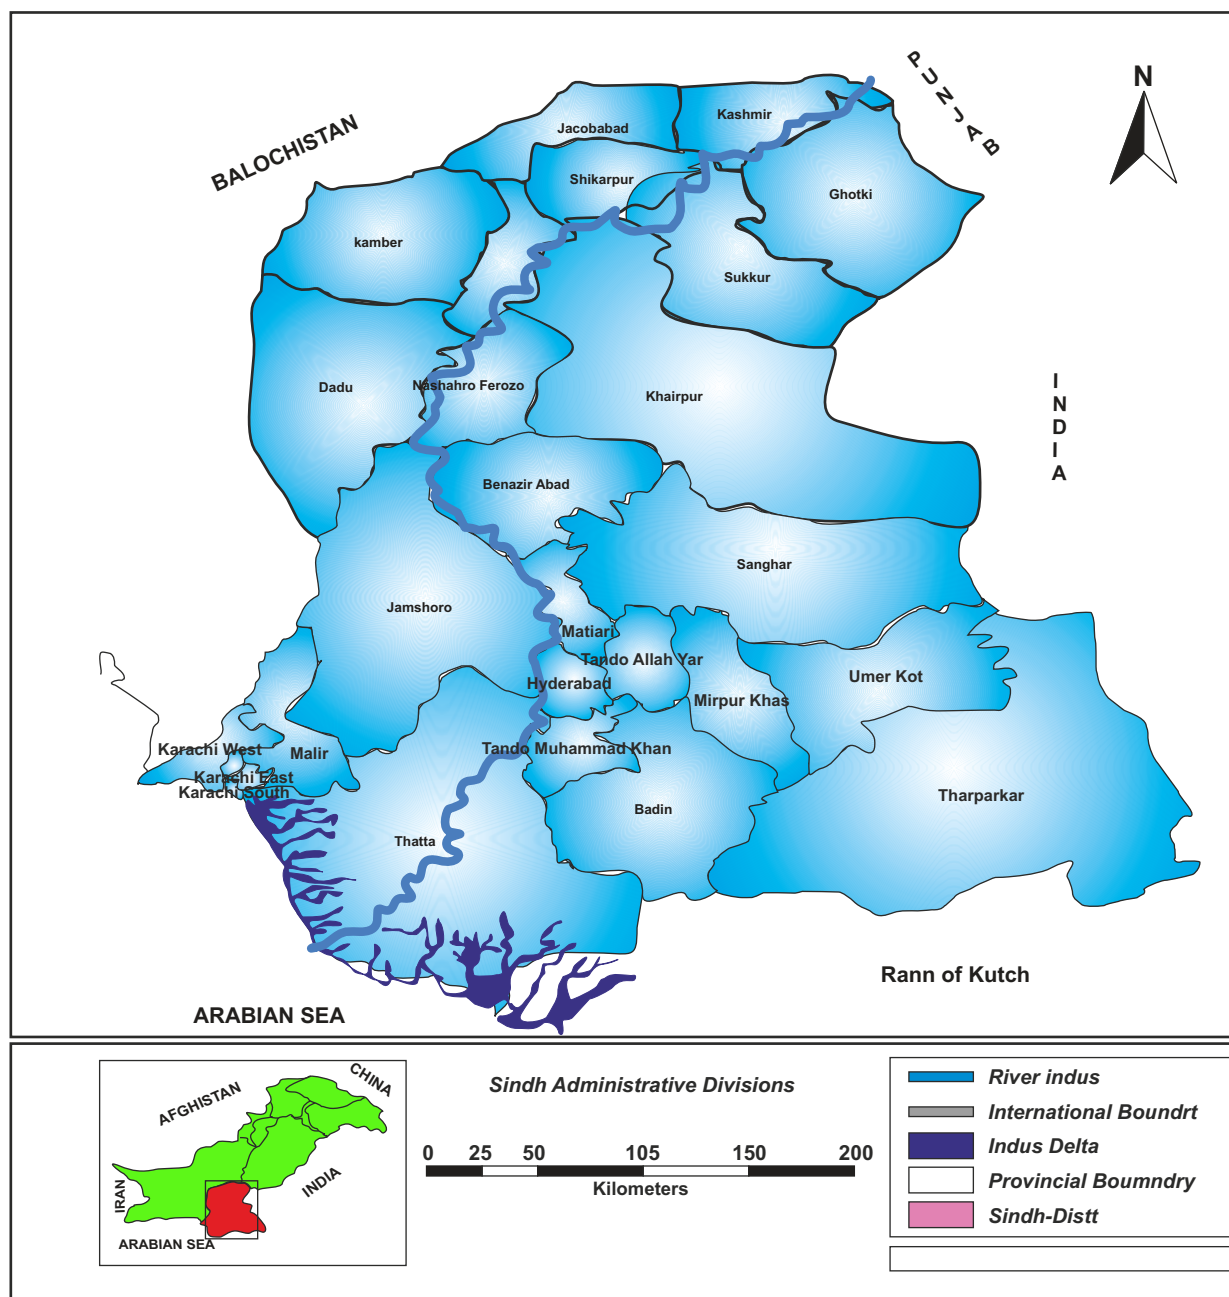 PUNJAB
N
BALOCHISTAN
Kashmir
Jacobabad
Shikarpur
Ghotki
kamber
Sukkur
INDIA
Dadu
Nashahro Ferozo
Khairpur
Benazir Abad
Sanghar
Jamshoro
Matiari
Tando Allah Yar
Hyderabad
Umer Kot
Mirpur Khas
Karachi West
Malir
Tando Muhammad Khan
Karachi East
Karachi South
Tharparkar
Badin
Thatta
Rann of Kutch
ARABIAN SEA
CHINA
AFGHISTAN
IRAN
INDIA
ARABIAN SEA
Sindh Administrative Divisions
0 25 50 105 150 200
Kilometers
River indus
International Boundrt
Indus Delta
Provincial Boumndry
Sindh-Distt